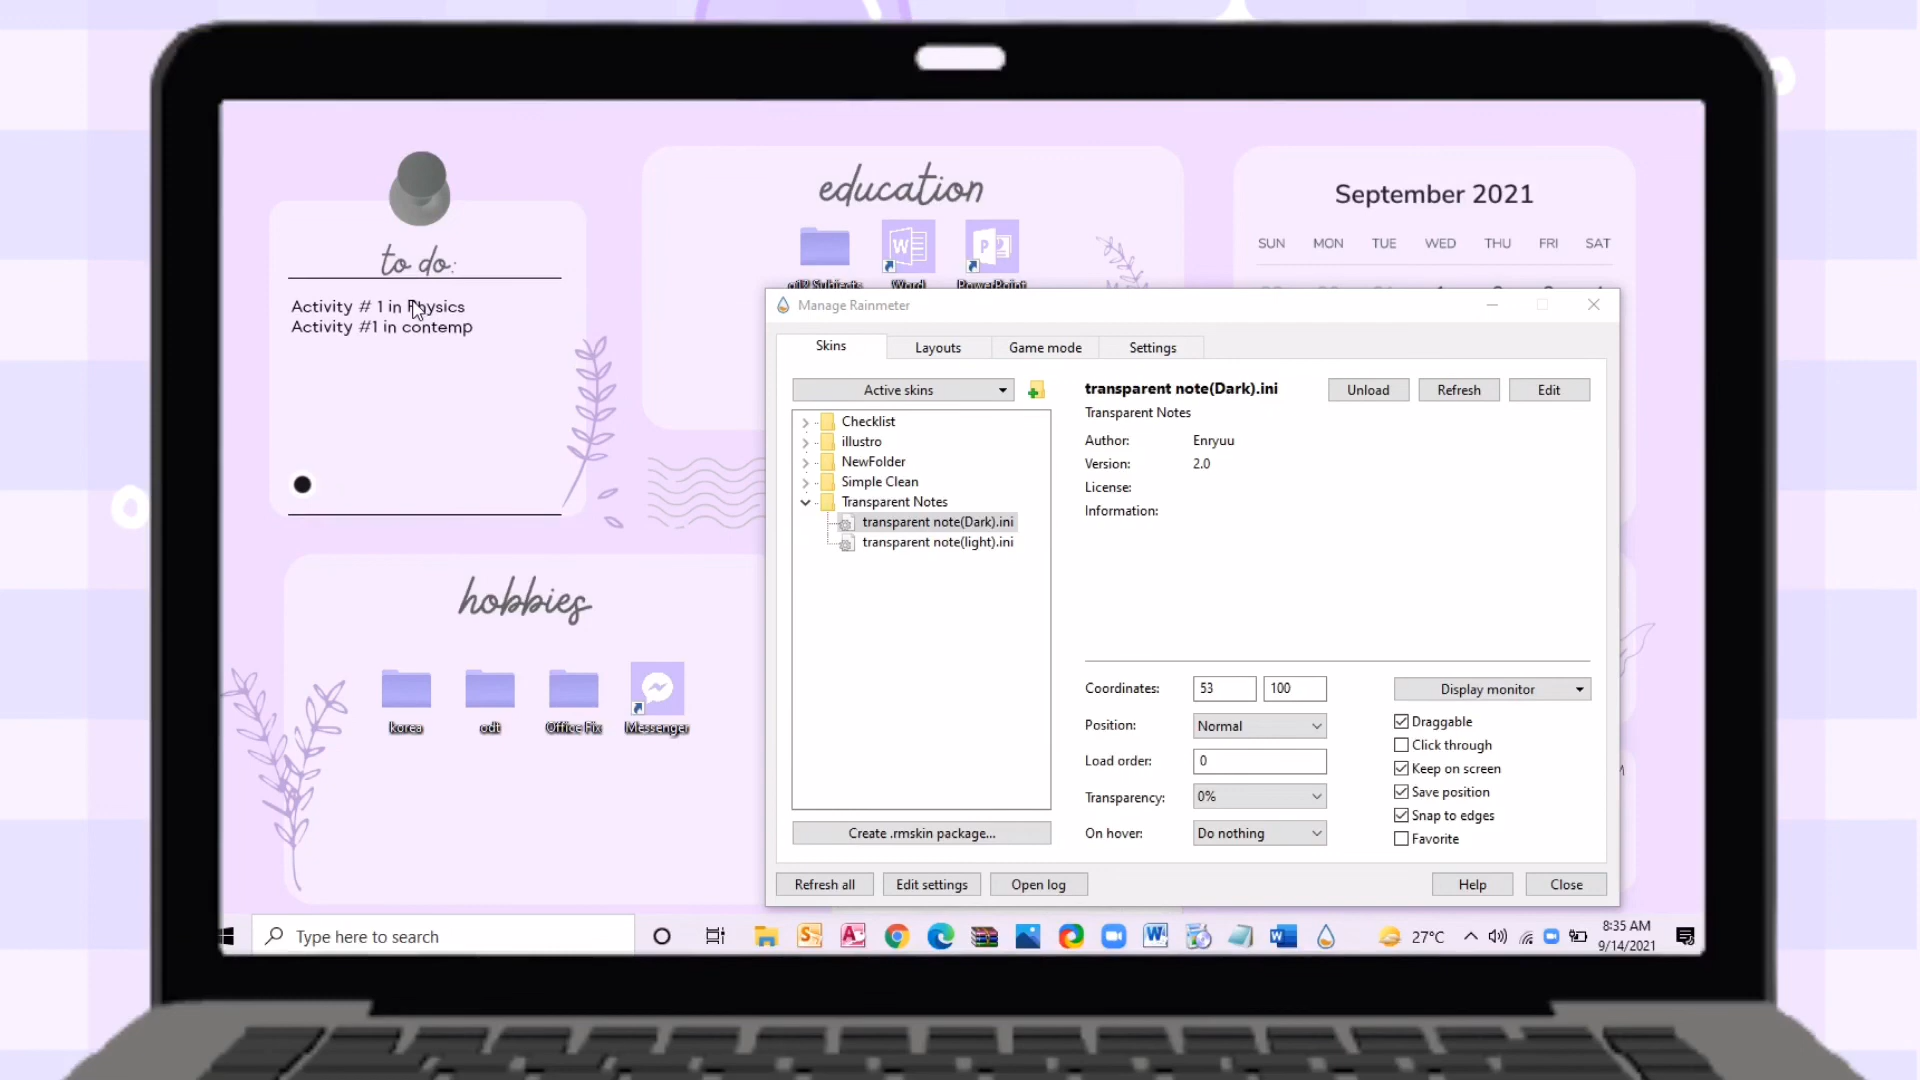 education
September 2021
SUN MON TUE WED THU FRI SAT
to do:
Activity # 1 in Physics
Activity #1 in contemp
Word
PowerPoint
Manage Rainmeter
Skins
Layouts
Game mode
Settings
Active skins
Checklist
illustro
NewFolder
Simple Clean
Transparent Notes
transparent note(Dark).ini
transparent note(light).ini
Create .rmskin package...
transparent note(Dark).ini
Unload
Refresh
Edit
Transparent Notes
Author: Enryuu
Version: 2.0
License:
Information:
Coordinates: 53 100
Display monitor
Position: Normal
Load order: 0
Transparency: 0%
On hover: Do nothing
Draggable
Click through
Keep on screen
Save position
Snap to edges
Favorite
Refresh all
Edit settings
Open log
Help
Close
hobbies
korea
odt
Office Fix
Messenger
Type here to search
27°C
8:35 AM
9/14/2021